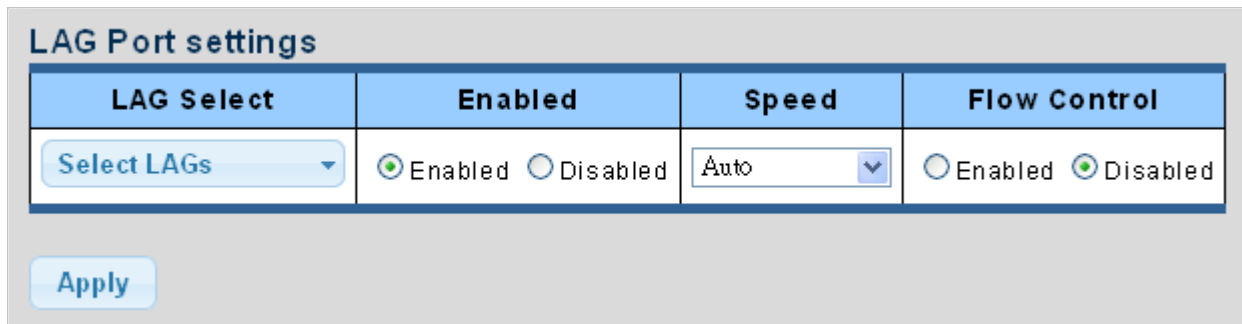 LAG Port settings
LAG Select Enabled Speed Flow Control
Select LAGs Enabled Disabled Auto Enabled Disabled
Apply